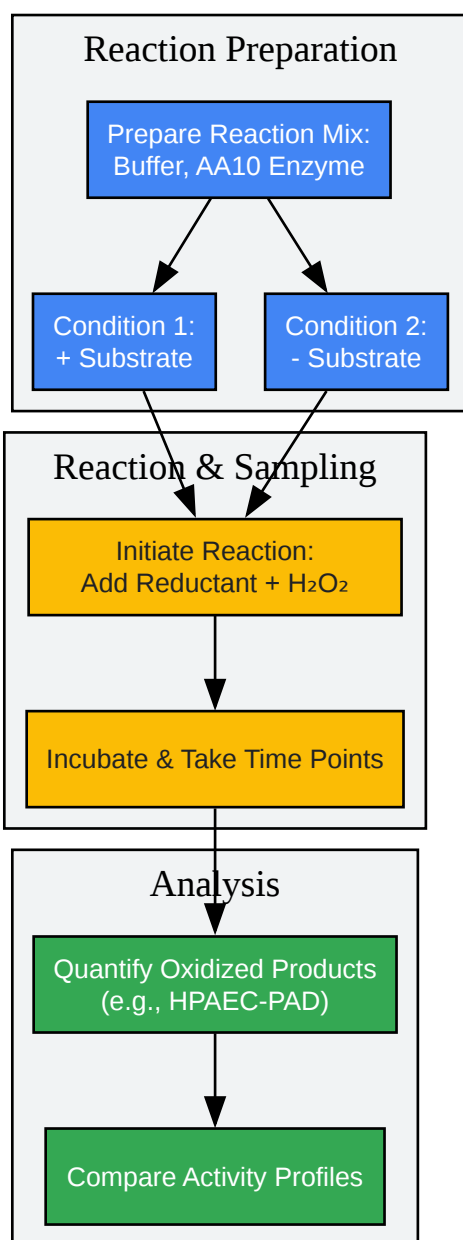 Reaction Preparation
Prepare Reaction Mix:
Buffer, AA10 Enzyme
Condition 1:
+ Substrate
Condition 2:
- Substrate
Reaction & Sampling
Initiate Reaction:
Add Reductant + H₂O₂
Incubate & Take Time Points
Analysis
Quantify Oxidized Products
(e.g., HPAEC-PAD)
Compare Activity Profiles